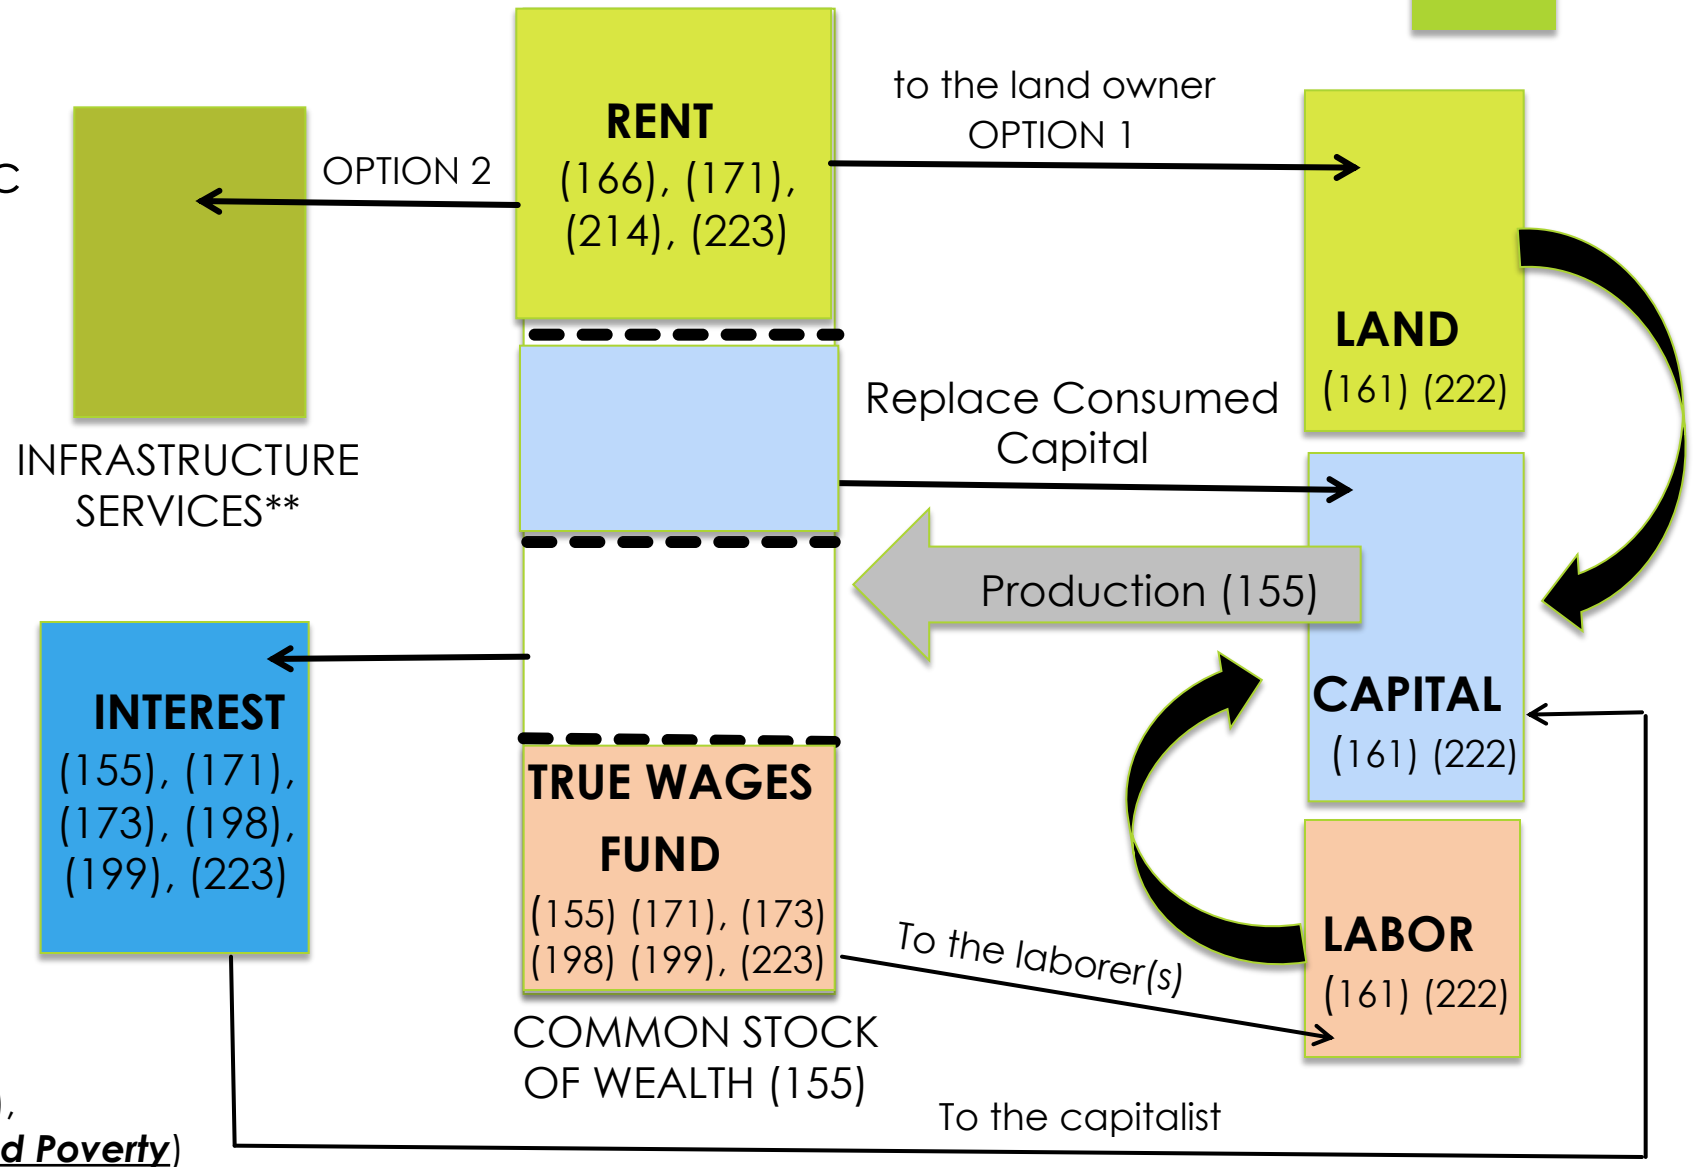 to the land owner
OPTION 1
RENT
(166), (171),
(214), (223)
OPTION 2
C
LAND
(161) (222)
INFRASTRUCTURE
SERVICES**
Replace Consumed
Capital
Production (155)
INTEREST
(155), (171),
(173), (198),
(199), (223)
CAPITAL
(161) (222)
TRUE WAGES
FUND
(155) (171), (173)
(198) (199), (223)
To the laborer(s)
LABOR
(161) (222)
COMMON STOCK
OF WEALTH (155)
To the capitalist
),
d Poverty)